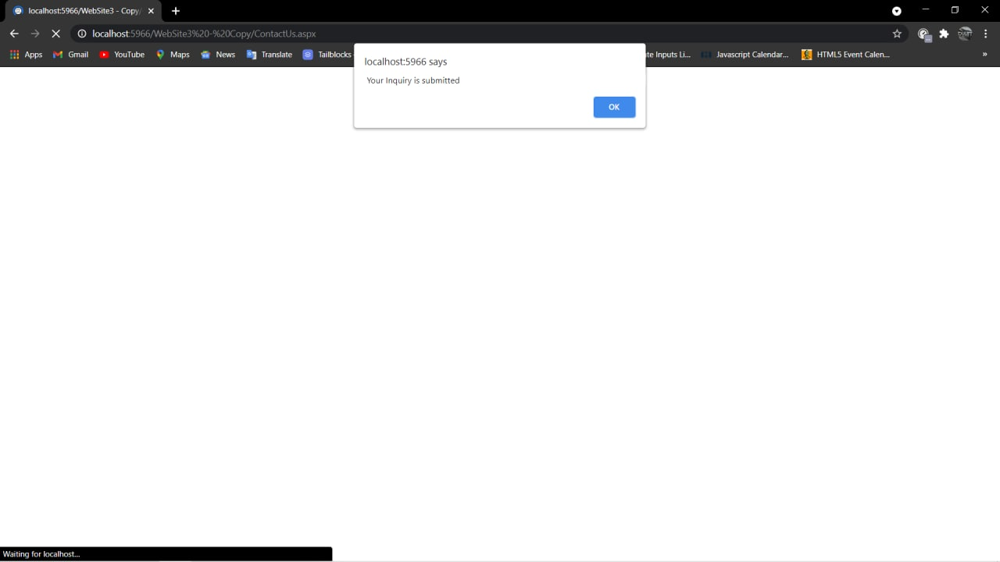 localhost:5966/WebSite3 - Copy/
localhost:5966/WebSite3%20-%20Copy/ContactUs.aspx
Apps Gmail YouTube Maps News Translate Tailblocks te Inputs Li... Javascript Calendar... HTML5 Event Calen... »
localhost:5966 says
Your Inquiry is submitted
OK
Waiting for localhost...